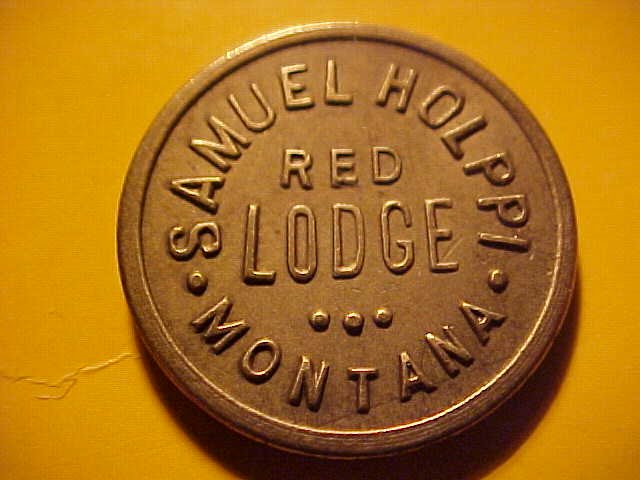 SAMUEL HOLPPI
RED
LODGE
MONTANA